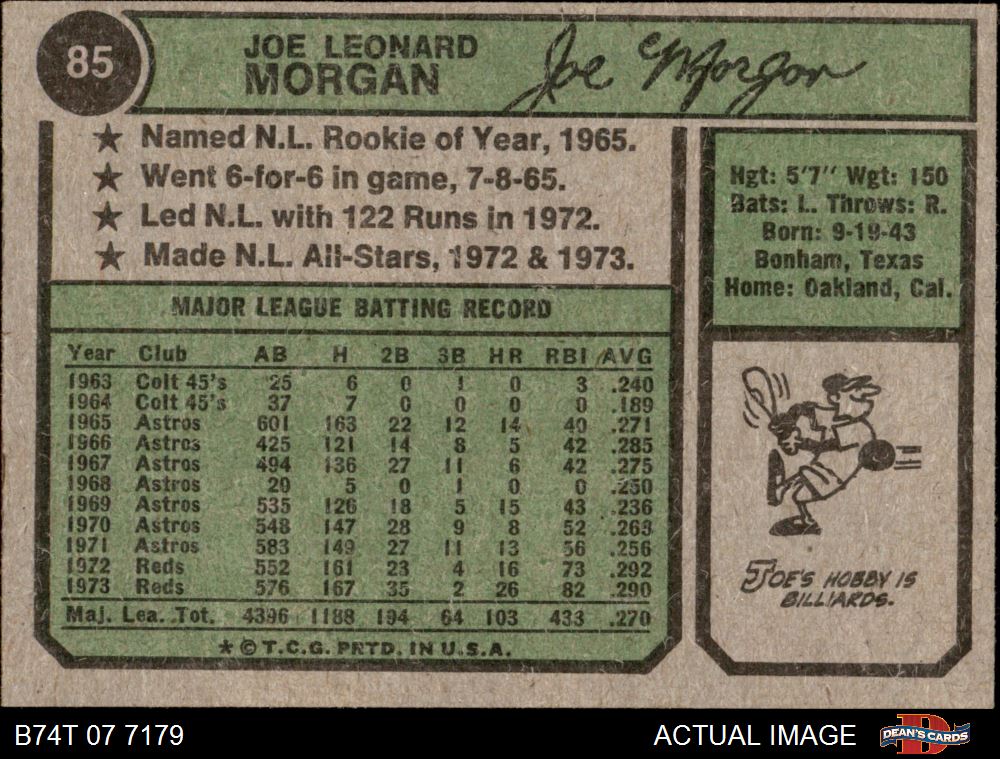 85
JOE LEONARD
MORGAN
Joe Morgan
★ Named N.L. Rookie of Year, 1965.
★ Went 6-for-6 in game, 7-8-65.
★ Led N.L. with 122 Runs in 1972.
★ Made N.L. All-Stars, 1972 & 1973.
Hgt: 5'7" Wgt: 150
Bats: L. Throws: R.
Born: 9-19-43
Bonham, Texas
Home: Oakland, Cal.
MAJOR LEAGUE BATTING RECORD
Year Club AB H 2B 3B HR RBI AVG
1963 Colt 45's 25 6 0 1 0 3 .240
1964 Colt 45's 37 7 0 0 0 0 .189
1965 Astros 601 163 22 12 14 40 .271
1966 Astros 425 121 14 8 5 42 .285
1967 Astros 494 136 27 11 6 42 .275
1968 Astros 20 5 0 1 0 0 .250
1969 Astros 535 126 18 5 15 43 .236
1970 Astros 548 147 28 9 8 52 .268
1971 Astros 583 149 27 11 13 56 .256
1972 Reds 552 161 23 4 16 73 .292
1973 Reds 576 167 35 2 26 82 .290
Maj. Lea. Tot. 4396 1188 194 64 103 433 .270
* © T.C.G. PRTD. IN U.S.A.
JOE'S HOBBY IS
BILLIARDS.
B74T 07 7179
ACTUAL IMAGE
D
DEAN'S CARDS